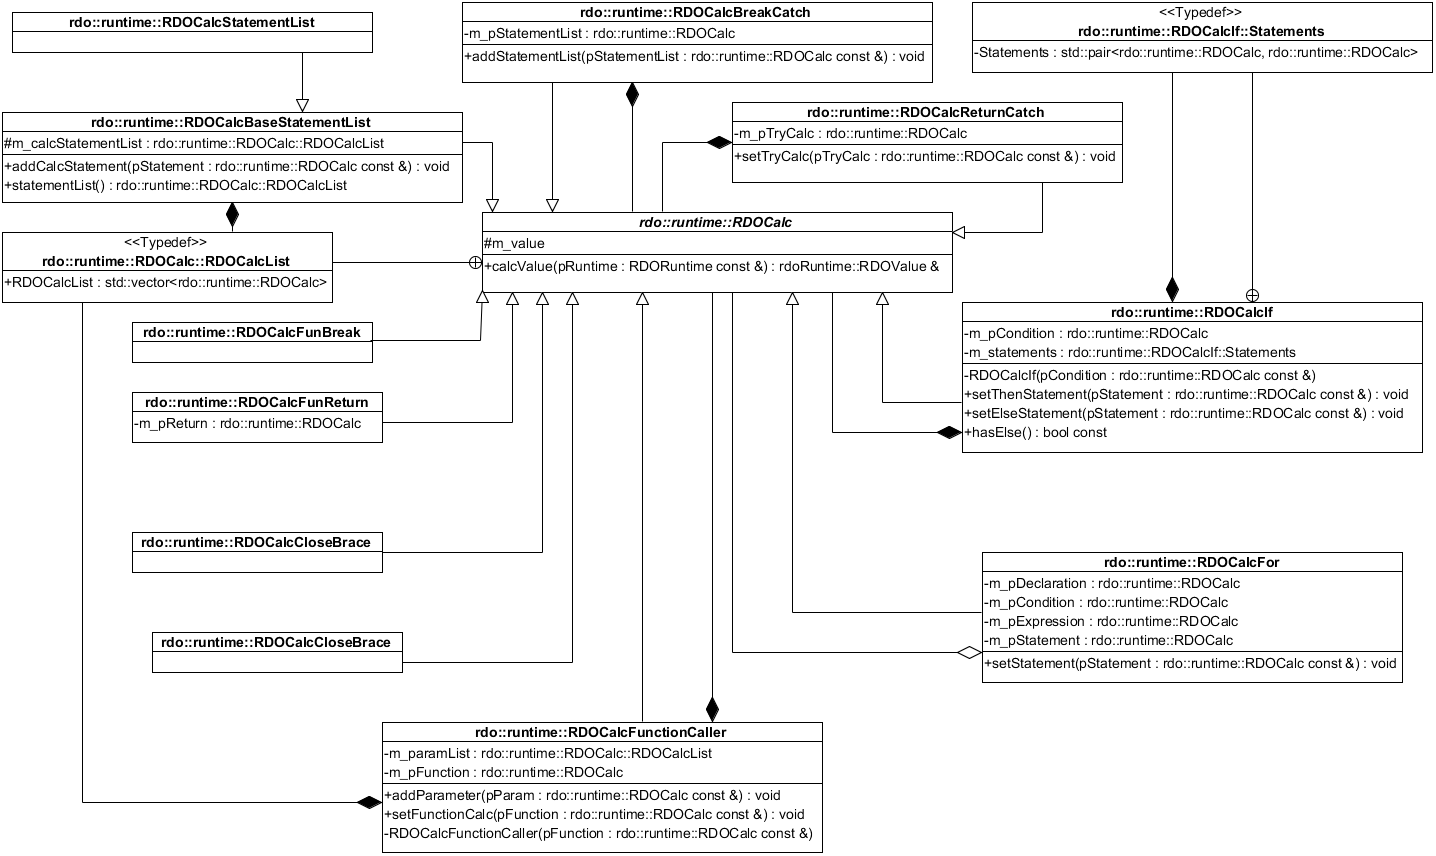 rdo::runtime::RDOCalcStatementList
rdo::runtime::RDOCalcBreakCatch
-m_pStatementList : rdo::runtime::RDOCalc
+addStatementList(pStatementList : rdo::runtime::RDOCalc const &) : void
<<Typedef>>
rdo::runtime::RDOCalcIf::Statements
-Statements : std::pair<rdo::runtime::RDOCalc, rdo::runtime::RDOCalc>
rdo::runtime::RDOCalcBaseStatementList
#m_calcStatementList : rdo::runtime::RDOCalc::RDOCalcList
+addCalcStatement(pStatement : rdo::runtime::RDOCalc const &) : void
+statementList() : rdo::runtime::RDOCalc::RDOCalcList
rdo::runtime::RDOCalcReturnCatch
-m_pTryCalc : rdo::runtime::RDOCalc
+setTryCalc(pTryCalc : rdo::runtime::RDOCalc const &) : void
rdo::runtime::RDOCalc
#m_value
+calcValue(pRuntime : RDORuntime const &) : rdoRuntime::RDOValue &
<<Typedef>>
rdo::runtime::RDOCalc::RDOCalcList
+RDOCalcList : std::vector<rdo::runtime::RDOCalc>
rdo::runtime::RDOCalcFunBreak
rdo::runtime::RDOCalcIf
-m_pCondition : rdo::runtime::RDOCalc
-m_statements : rdo::runtime::RDOCalcIf::Statements
-RDOCalcIf(pCondition : rdo::runtime::RDOCalc const &)
+setThenStatement(pStatement : rdo::runtime::RDOCalc const &) : void
+setElseStatement(pStatement : rdo::runtime::RDOCalc const &) : void
+hasElse() : bool const
rdo::runtime::RDOCalcFunReturn
-m_pReturn : rdo::runtime::RDOCalc
rdo::runtime::RDOCalcCloseBrace
rdo::runtime::RDOCalcFor
-m_pDeclaration : rdo::runtime::RDOCalc
-m_pCondition : rdo::runtime::RDOCalc
-m_pExpression : rdo::runtime::RDOCalc
-m_pStatement : rdo::runtime::RDOCalc
+setStatement(pStatement : rdo::runtime::RDOCalc const &) : void
rdo::runtime::RDOCalcCloseBrace
rdo::runtime::RDOCalcFunctionCaller
-m_paramList : rdo::runtime::RDOCalc::RDOCalcList
-m_pFunction : rdo::runtime::RDOCalc
+addParameter(pParam : rdo::runtime::RDOCalc const &) : void
+setFunctionCalc(pFunction : rdo::runtime::RDOCalc const &) : void
-RDOCalcFunctionCaller(pFunction : rdo::runtime::RDOCalc const &)